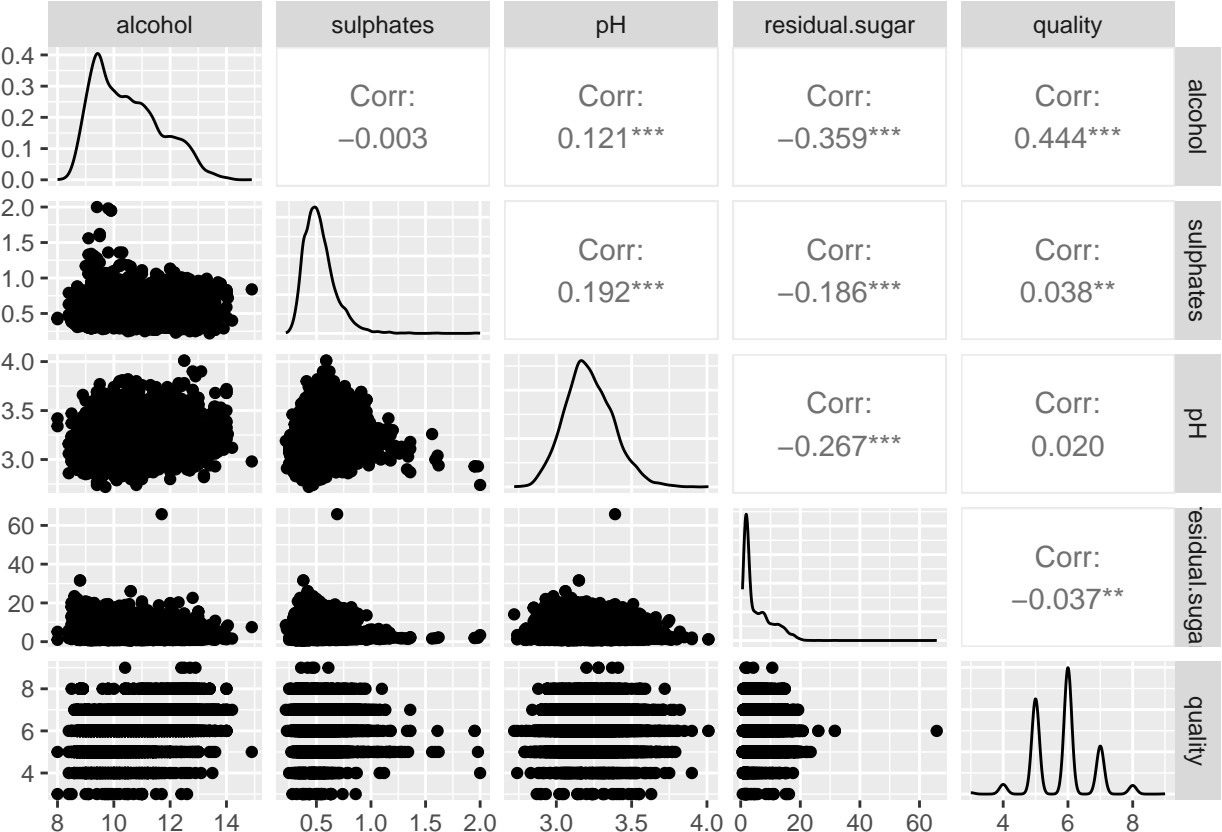 alcohol sulphates pH residual.sugar quality
0.4
0.3
0.2
0.1
0.0
Corr:
−0.003
Corr:
0.121***
Corr:
−0.359***
Corr:
0.444***
alcohol
2.0
1.5
1.0
0.5
Corr:
0.192***
Corr:
−0.186***
Corr:
0.038**
sulphates
4.0
3.5
3.0
Corr:
−0.267***
Corr:
0.020
pH
60
40
20
0
Corr:
−0.037**
esidual.suga
8
6
4
quality
8 10 12 14 0.5 1.0 1.5 2.0 3.0 3.5 4.0 0 20 40 60 4 6 8